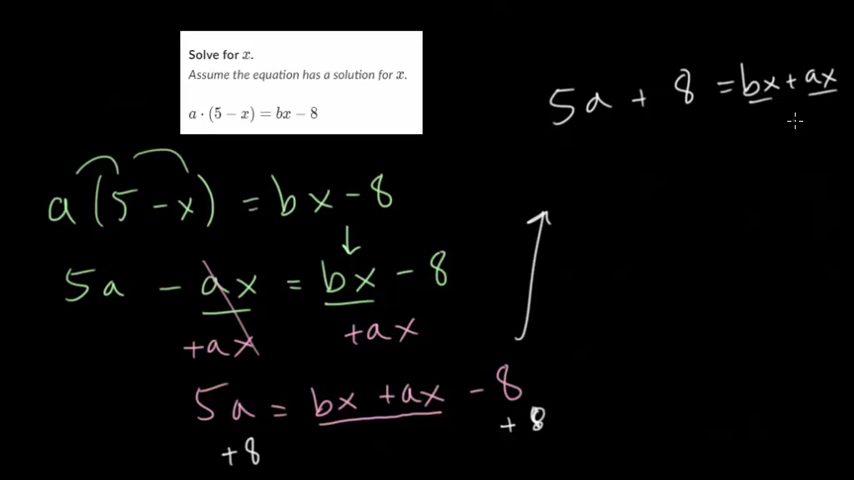 Solve for x.
Assume the equation has a solution for x.
a · (5 − x) = bx − 8
5a + 8 = bx + ax
a(5 − x) = bx − 8
5a − ax = bx − 8
+ax +ax
5a = bx + ax − 8
+8 +8